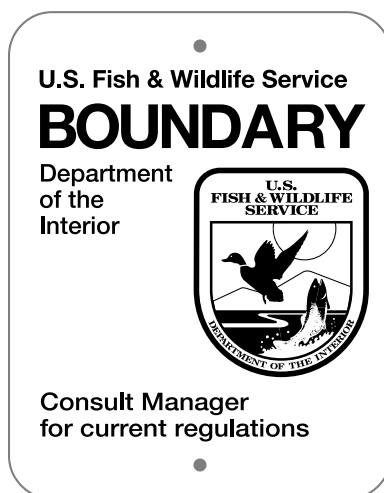 U.S. Fish & Wildlife Service
BOUNDARY
Department
of the
Interior
U.S.
FISH & WILDLIFE
SERVICE
DEPARTMENT OF THE INTERIOR
Consult Manager
for current regulations